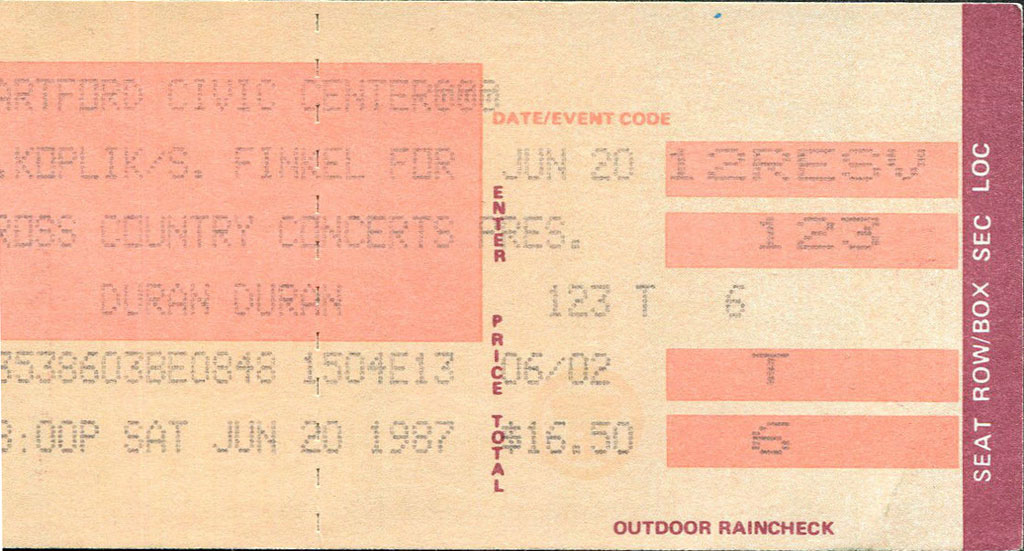 ARTFORD CIVIC CENTER@@@
DATE/EVENT CODE
.KOPLIK/S. FINKEL FOR JUN 20 12RESV
ROSS COUNTRY CONCERTS PRES. 123
DURAN DURAN 123 T 6
3538603BE0848 1504E13 06/02 T
8:00P SAT JUN 20 1987 $16.50 6
ENTER
PRICE TOTAL
OUTDOOR RAINCHECK
SEAT ROW/BOX SEC LOC